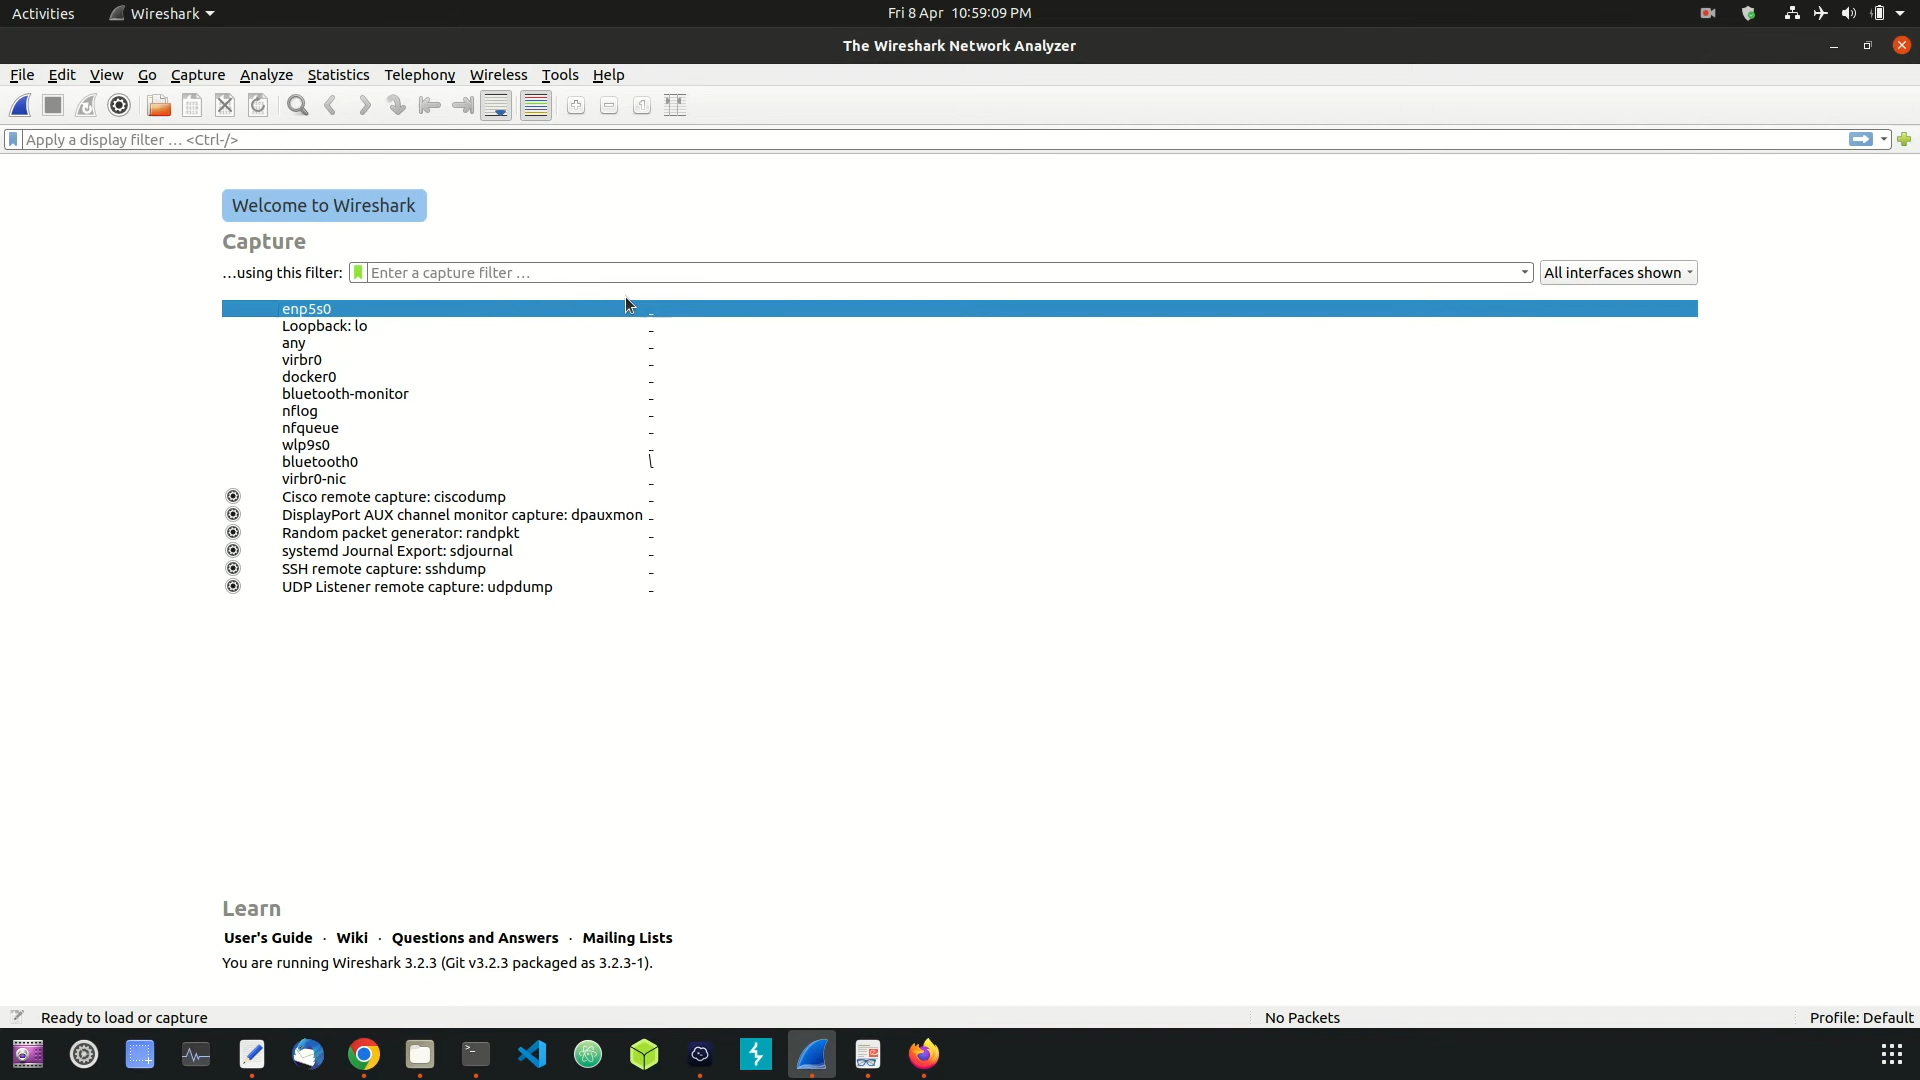 Activities Wireshark Fri 8 Apr 10:59:09 PM
The Wireshark Network Analyzer
File Edit View Go Capture Analyze Statistics Telephony Wireless Tools Help
Apply a display filter … <Ctrl-/>
Welcome to Wireshark
Capture
…using this filter: Enter a capture filter … All interfaces shown
enp5s0
Loopback: lo
any
virbr0
docker0
bluetooth-monitor
nflog
nfqueue
wlp9s0
bluetooth0
virbr0-nic
Cisco remote capture: ciscodump
DisplayPort AUX channel monitor capture: dpauxmon
Random packet generator: randpkt
systemd Journal Export: sdjournal
SSH remote capture: sshdump
UDP Listener remote capture: udpdump
Learn
User's Guide · Wiki · Questions and Answers · Mailing Lists
You are running Wireshark 3.2.3 (Git v3.2.3 packaged as 3.2.3-1).
Ready to load or capture No Packets Profile: Default